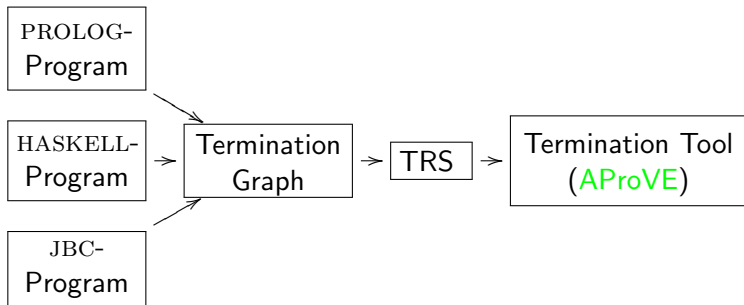 PROLOG-
Program
HASKELL-
Program
JBC-
Program
Termination
Graph
TRS
Termination Tool
(AProVE)